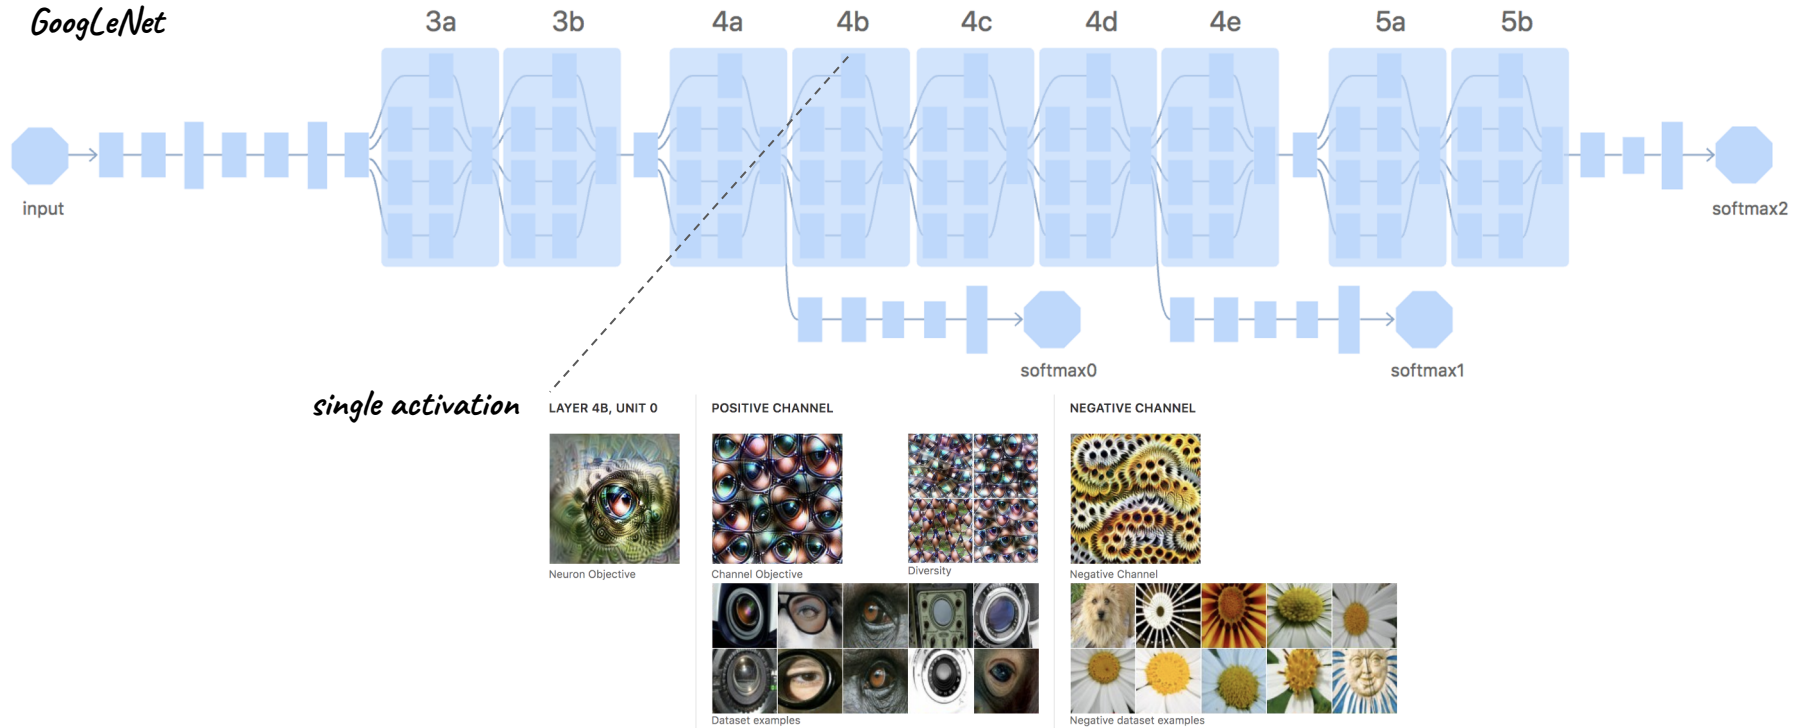 GoogLeNet
3a 3b 4a 4b 4c 4d 4e 5a 5b
input
softmax2
softmax0
softmax1
single activation
LAYER 4B, UNIT 0
POSITIVE CHANNEL
NEGATIVE CHANNEL
Neuron Objective
Channel Objective
Diversity
Negative Channel
Dataset examples
Negative dataset examples